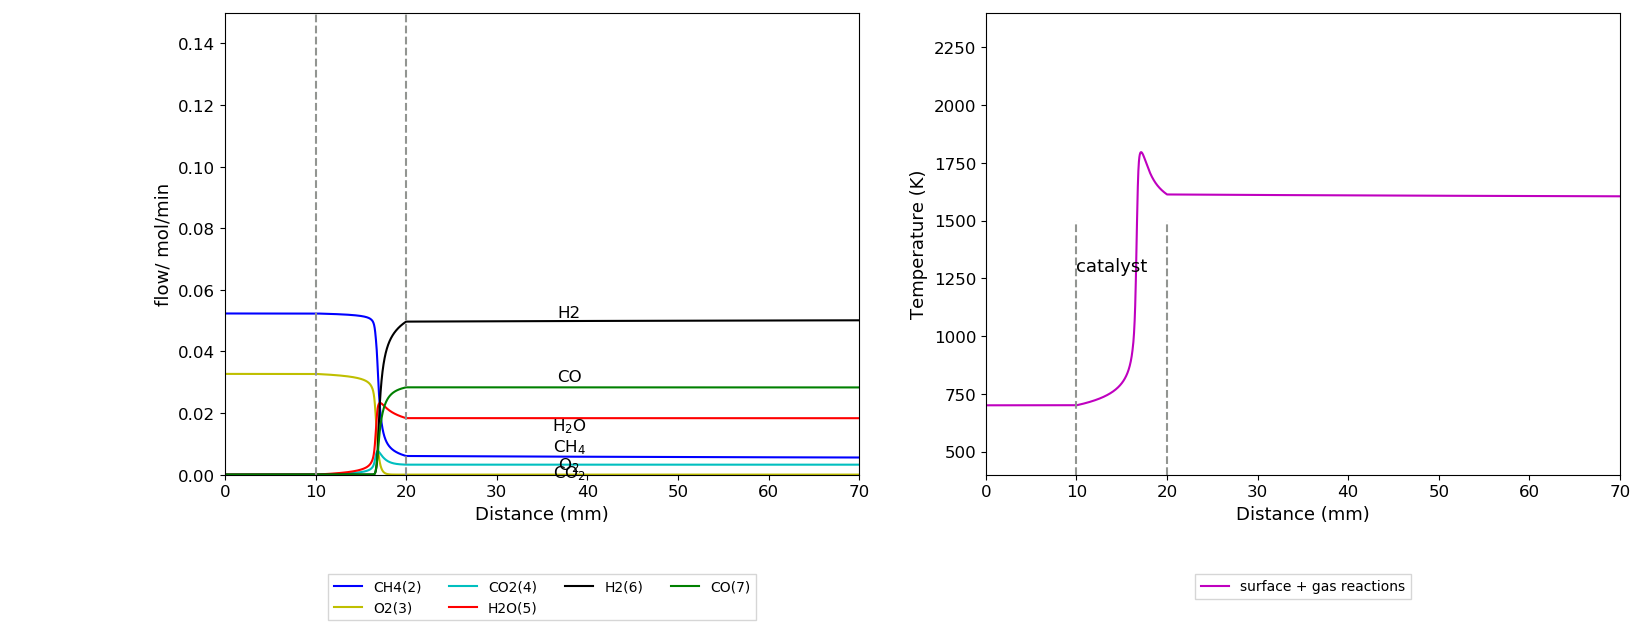 0.14
0.12
0.10
0.08
0.06
0.04
0.02
0.00
flow/ mol/min
H2
CO
H₂O
CH₄
O₂
CO₂
0 10 20 30 40 50 60 70
Distance (mm)
CH4(2) CO2(4) H2(6) CO(7)
O2(3) H2O(5)
2250
2000
1750
1500
1250
1000
750
500
Temperature (K)
catalyst
0 10 20 30 40 50 60 70
Distance (mm)
surface + gas reactions